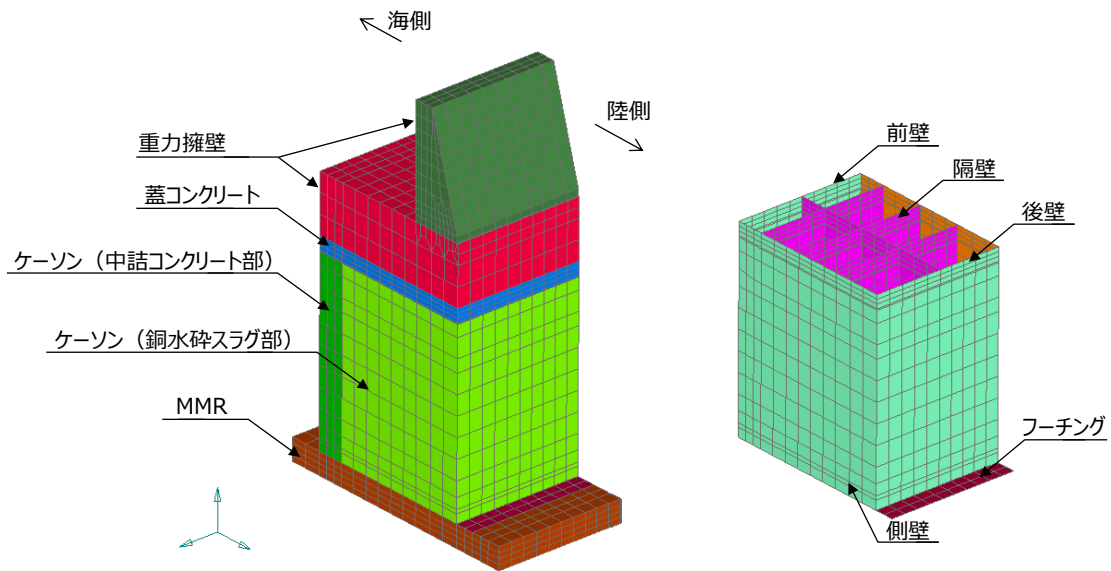 海側
陸側
重力擁壁
蓋コンクリート
ケーソン（中詰コンクリート部）
ケーソン（銅水砕スラグ部）
MMR
前壁
隔壁
後壁
フーチング
側壁